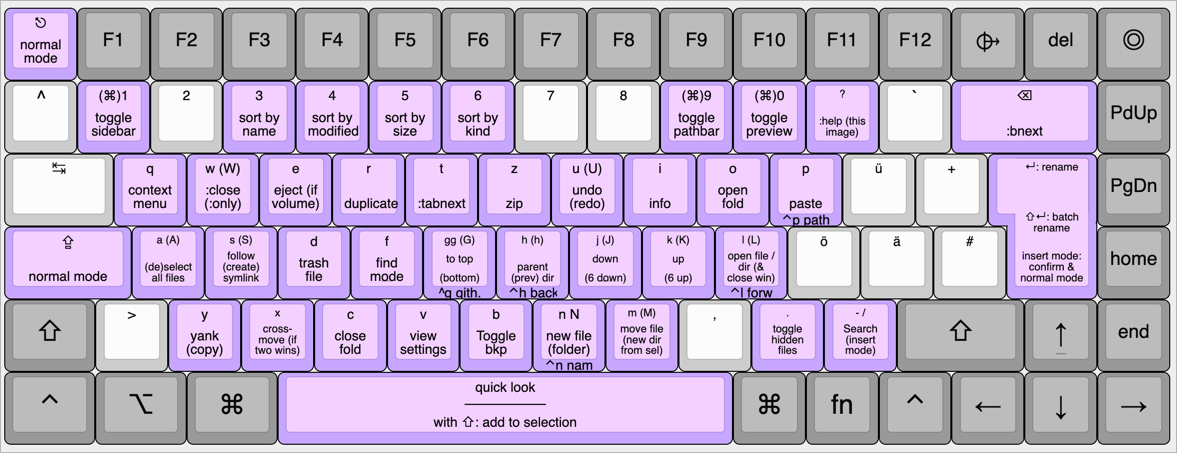 ⎋
normal
mode
F1
F2
F3
F4
F5
F6
F7
F8
F9
F10
F11
F12
del
◎
^
(⌘)1
toggle
sidebar
2
3
sort by
name
4
sort by
modified
5
sort by
size
6
sort by
kind
7
8
(⌘)9
toggle
pathbar
(⌘)0
toggle
preview
?
:help (this
image)
`
⌫
:bnext
PdUp
↹
q
context
menu
w (W)
:close
(:only)
e
eject (if
volume)
r
duplicate
t
:tabnext
z
zip
u (U)
undo
(redo)
i
info
o
open
fold
p
paste
^p path
ü
+
↵: rename
⇧↵: batch
rename
insert mode:
confirm &
normal mode
PgDn
⇪
normal mode
a (A)
(de)select
all files
s (S)
follow
(create)
symlink
d
trash
file
f
find
mode
gg (G)
to top
(bottom)
^g gith.
h (h)
parent
(prev) dir
^h back
j (J)
down
(6 down)
k (K)
up
(6 up)
l (L)
open file /
dir (&
close win)
^l forw
ö
ä
#
home
⇧
>
y
yank
(copy)
x
cross-
move (if
two wins)
c
close
fold
v
view
settings
b
Toggle
bkp
n N
new file
(folder)
^n nam
m (M)
move file
(new dir
from sel)
,
.
toggle
hidden
files
- /
Search
(insert
mode)
⇧
↑
end
^
⌥
⌘
quick look
with ⇧: add to selection
⌘
fn
^
←
↓
→